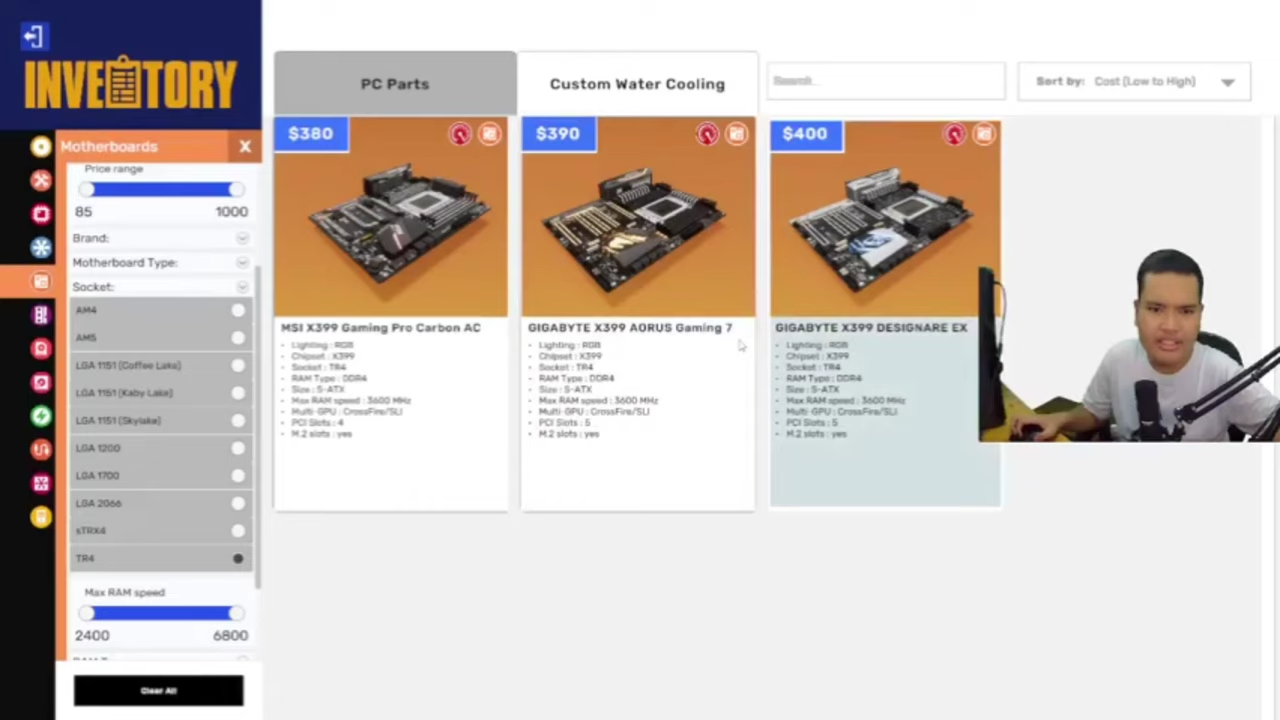 INVENTORY
PC Parts
Custom Water Cooling
Search...
Sort by: Cost (Low to High)
Motherboards
X
Price range
85 1000
Brand:
Motherboard Type:
Socket:
AM4
AM5
LGA 1151 (Coffee Lake)
LGA 1151 (Kaby Lake)
LGA 1151 (Skylake)
LGA 1200
LGA 1700
LGA 2066
sTRX4
TR4
Max RAM speed
2400 6800
Clear All
$380
MSI X399 Gaming Pro Carbon AC
• Lighting : RGB
• Chipset : X399
• Socket : TR4
• RAM Type : DDR4
• Size : S-ATX
• Max RAM speed : 3600 MHz
• Multi-GPU : CrossFire/SLI
• PCI Slots : 4
• M.2 slots : yes
$390
GIGABYTE X399 AORUS Gaming 7
• Lighting : RGB
• Chipset : X399
• Socket : TR4
• RAM Type : DDR4
• Size : S-ATX
• Max RAM speed : 3600 MHz
• Multi-GPU : CrossFire/SLI
• PCI Slots : 5
• M.2 slots : yes
$400
GIGABYTE X399 DESIGNARE EX
• Lighting : RGB
• Chipset : X399
• Socket : TR4
• RAM Type : DDR4
• Size : S-ATX
• Max RAM speed : 3600 MHz
• Multi-GPU : CrossFire/SLI
• PCI Slots : 5
• M.2 slots : yes